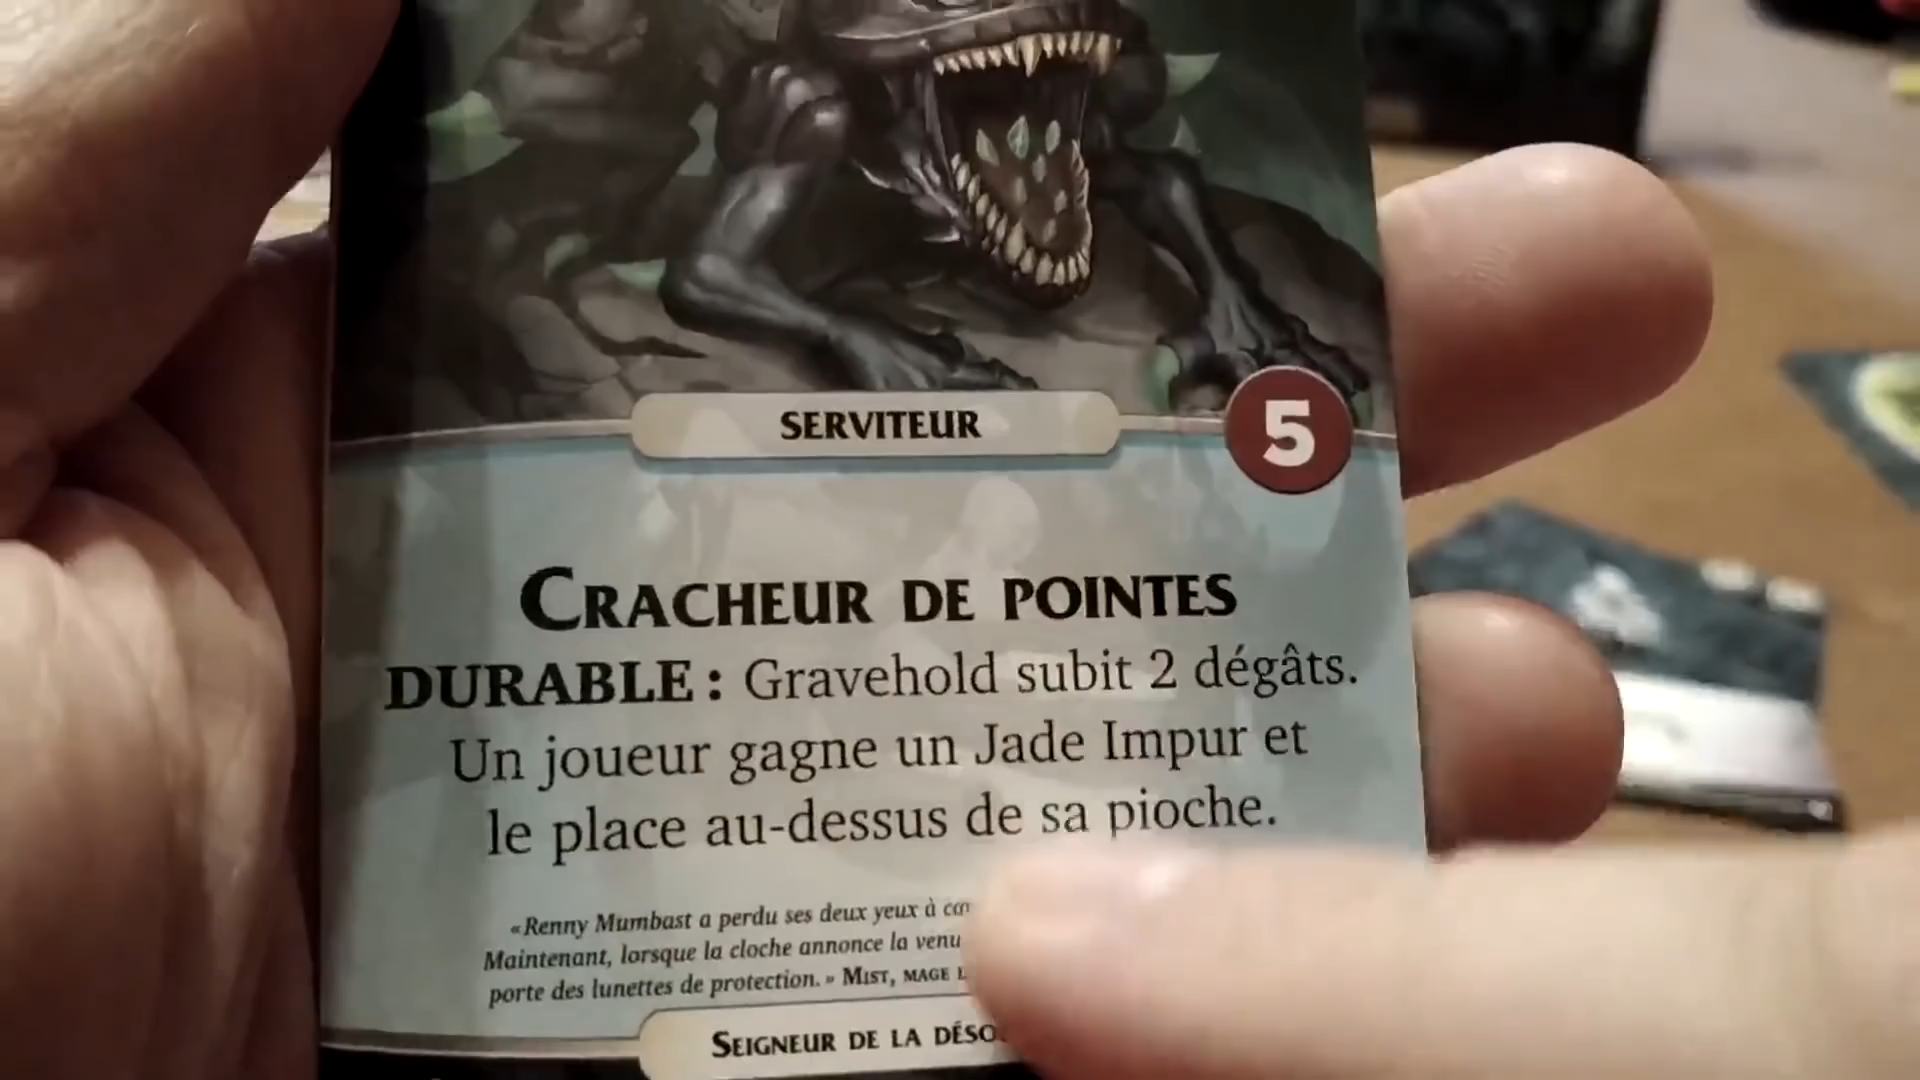 SERVITEUR
5
CRACHEUR DE POINTES
DURABLE : Gravehold subit 2 dégâts.
Un joueur gagne un Jade Impur et
le place au-dessus de sa pioche.
«Renny Mumbast a perdu ses deux yeux à
Maintenant, lorsque la cloche annonce la
porte des lunettes de protection.» MIST, MAGE
SEIGNEUR DE LA